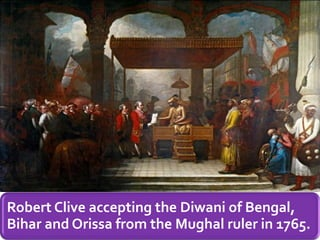 Robert Clive accepting the Diwani of Bengal,
Bihar and Orissa from the Mughal ruler in 1765.